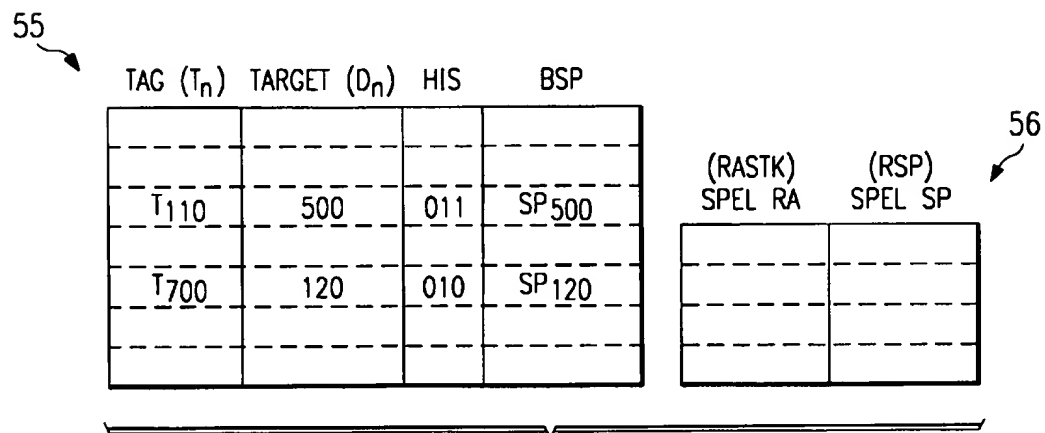 55
TAG (Tn) TARGET (Dn) HIS BSP
56
(RASTK) (RSP)
SPEL RA SPEL SP
T110 500 011 SP500
T700 120 010 SP120